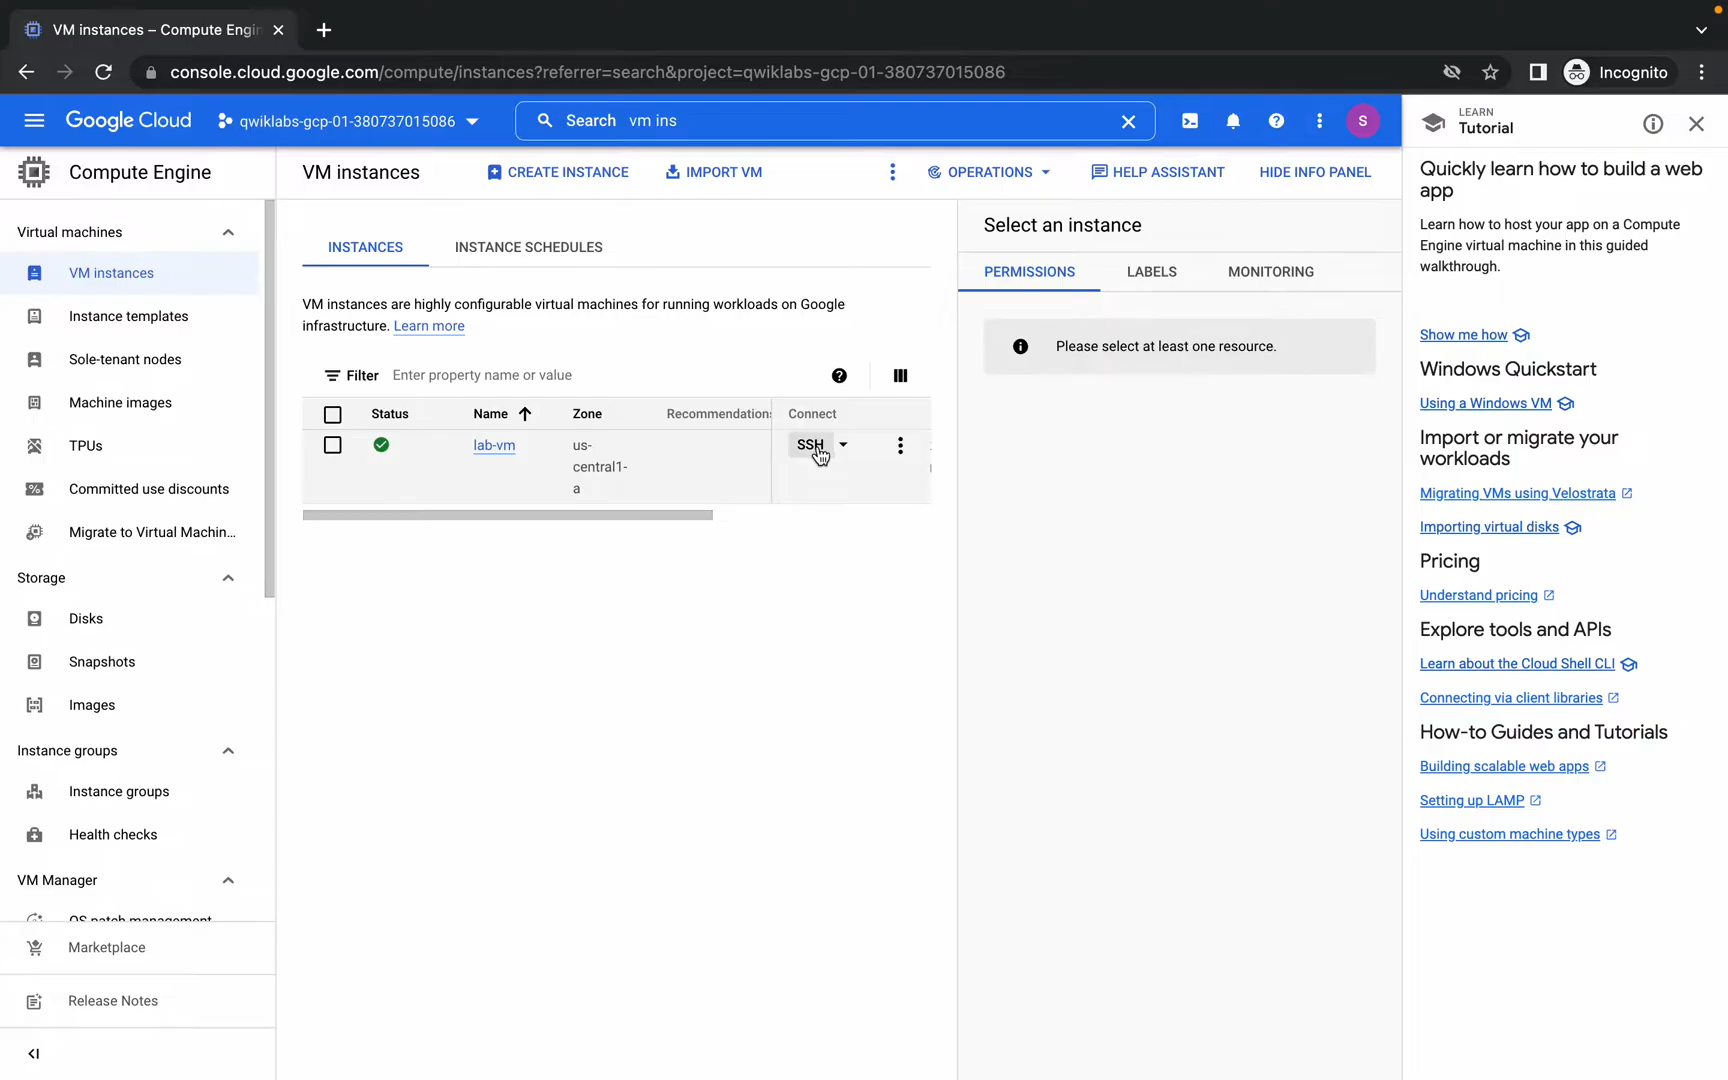 VM instances – Compute Engin
console.cloud.google.com/compute/instances?referrer=search&project=qwiklabs-gcp-01-380737015086
Incognito
Google Cloud
qwiklabs-gcp-01-380737015086
Search vm ins
S
LEARN
Tutorial
Compute Engine
VM instances
CREATE INSTANCE
IMPORT VM
OPERATIONS
HELP ASSISTANT
HIDE INFO PANEL
Virtual machines
VM instances
Instance templates
Sole-tenant nodes
Machine images
TPUs
Committed use discounts
Migrate to Virtual Machin...
Storage
Disks
Snapshots
Images
Instance groups
Instance groups
Health checks
VM Manager
OS patch management
Marketplace
Release Notes
INSTANCES
INSTANCE SCHEDULES
VM instances are highly configurable virtual machines for running workloads on Google
infrastructure. Learn more
Filter Enter property name or value
Status Name Zone Recommendations Connect
lab-vm us-
central1-
a
SSH
Select an instance
PERMISSIONS
LABELS
MONITORING
Please select at least one resource.
Quickly learn how to build a web
app
Learn how to host your app on a Compute
Engine virtual machine in this guided
walkthrough.
Show me how
Windows Quickstart
Using a Windows VM
Import or migrate your
workloads
Migrating VMs using Velostrata
Importing virtual disks
Pricing
Understand pricing
Explore tools and APIs
Learn about the Cloud Shell CLI
Connecting via client libraries
How-to Guides and Tutorials
Building scalable web apps
Setting up LAMP
Using custom machine types